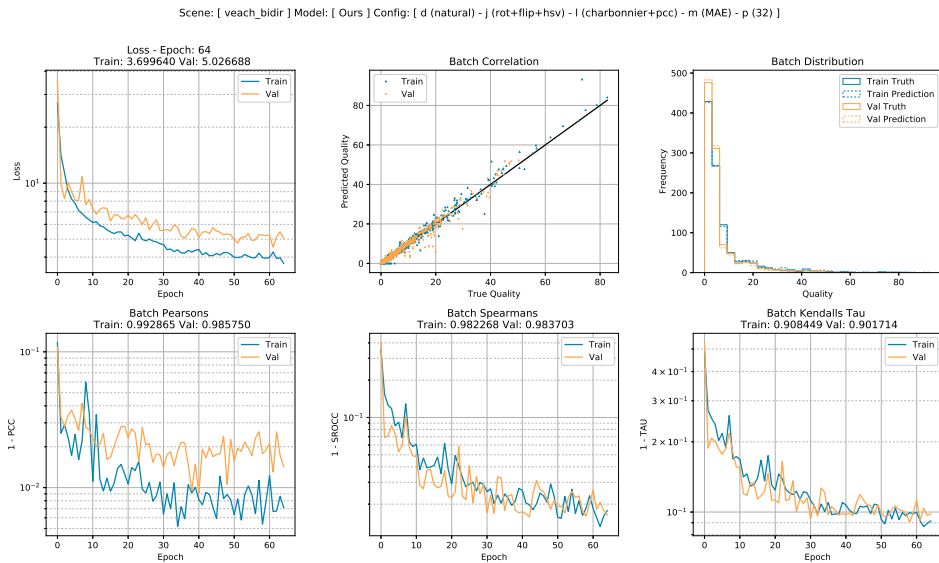 Scene: [ veach_bidir ] Model: [ Ours ] Config: [ d (natural) - j (rot+flip+hsv) - l (charbonnier+pcc) - m (MAE) - p (32) ]
Loss - Epoch: 64
Train: 3.699640 Val: 5.026688
Train
Val
Loss
10¹
0 10 20 30 40 50 60
Epoch
Batch Correlation
Train
Val
Predicted Quality
80
60
40
20
0
0 20 40 60 80
True Quality
Batch Distribution
Train Truth
Train Prediction
Val Truth
Val Prediction
Frequency
500
400
300
200
100
0
0 20 40 60 80
Quality
Batch Pearsons
Train: 0.992865 Val: 0.985750
Train
Val
1 - PCC
10⁻¹
10⁻²
0 10 20 30 40 50 60
Epoch
Batch Spearmans
Train: 0.982268 Val: 0.983703
Train
Val
1 - SROCC
10⁻¹
0 10 20 30 40 50 60
Epoch
Batch Kendalls Tau
Train: 0.908449 Val: 0.901714
Train
Val
1 - TAU
4 × 10⁻¹
3 × 10⁻¹
2 × 10⁻¹
10⁻¹
0 10 20 30 40 50 60
Epoch